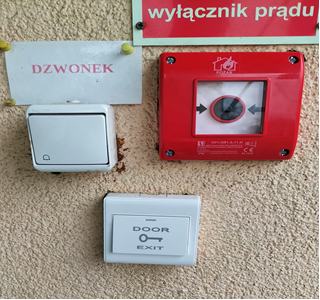 wyłącznik prądu
DZWONEK
DOOR
EXIT